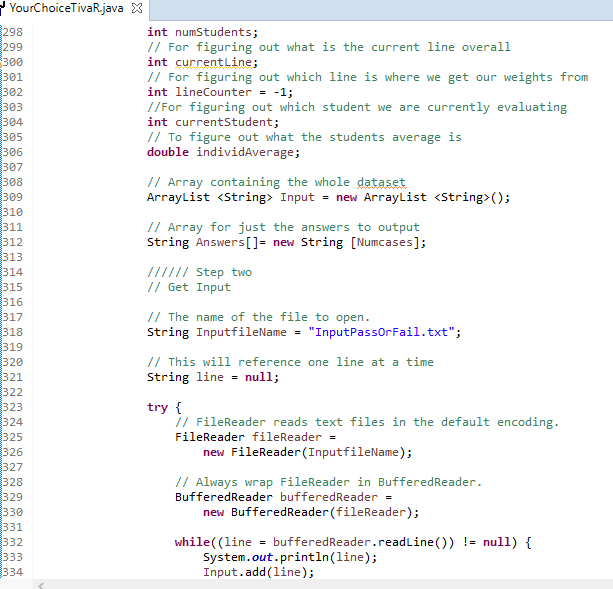 YourChoiceTivaR.java
298 int numStudents;
299 // For figuring out what is the current line overall
300 int currentLine;
301 // For figuring out which line is where we get our weights from
302 int lineCounter = -1;
303 //For figuring out which student we are currently evaluating
304 int currentStudent;
305 // To figure out what the students average is
306 double individAverage;
307
308 // Array containing the whole dataset
309 ArrayList <String> Input = new ArrayList <String>();
310
311 // Array for just the answers to output
312 String Answers[]= new String [Numcases];
313
314 ////// Step two
315 // Get Input
316
317 // The name of the file to open.
318 String InputfileName = "InputPassOrFail.txt";
319
320 // This will reference one line at a time
321 String line = null;
322
323 try {
324 // FileReader reads text files in the default encoding.
325 FileReader fileReader =
326 new FileReader(InputfileName);
327
328 // Always wrap FileReader in BufferedReader.
329 BufferedReader bufferedReader =
330 new BufferedReader(fileReader);
331
332 while((line = bufferedReader.readLine()) != null) {
333 System.out.println(line);
334 Input.add(line);